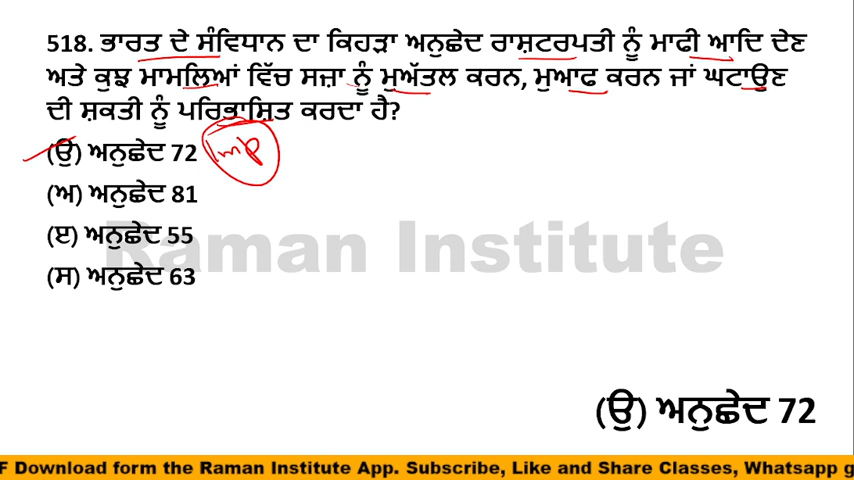 518. ਭਾਰਤ ਦੇ ਸੰਵਿਧਾਨ ਦਾ ਕਿਹੜਾ ਅਨੁਛੇਦ ਰਾਸ਼ਟਰਪਤੀ ਨੂੰ ਮਾਫੀ ਆਦਿ ਦੇਣ
ਅਤੇ ਕੁਝ ਮਾਮਲਿਆਂ ਵਿੱਚ ਸਜ਼ਾ ਨੂੰ ਮੁਅੱਤਲ ਕਰਨ, ਮੁਆਫ ਕਰਨ ਜਾਂ ਘਟਾਉਣ
ਦੀ ਸ਼ਕਤੀ ਨੂੰ ਪਰਿਭਾਸ਼ਿਤ ਕਰਦਾ ਹੈ?
(ੳ) ਅਨੁਛੇਦ 72 Imp
(ਅ) ਅਨੁਛੇਦ 81
(ੲ) ਅਨੁਛੇਦ 55
Raman Institute
(ਸ) ਅਨੁਛੇਦ 63
(ੳ) ਅਨੁਛੇਦ 72
F Download form the Raman Institute App. Subscribe, Like and Share Classes, Whatsapp g